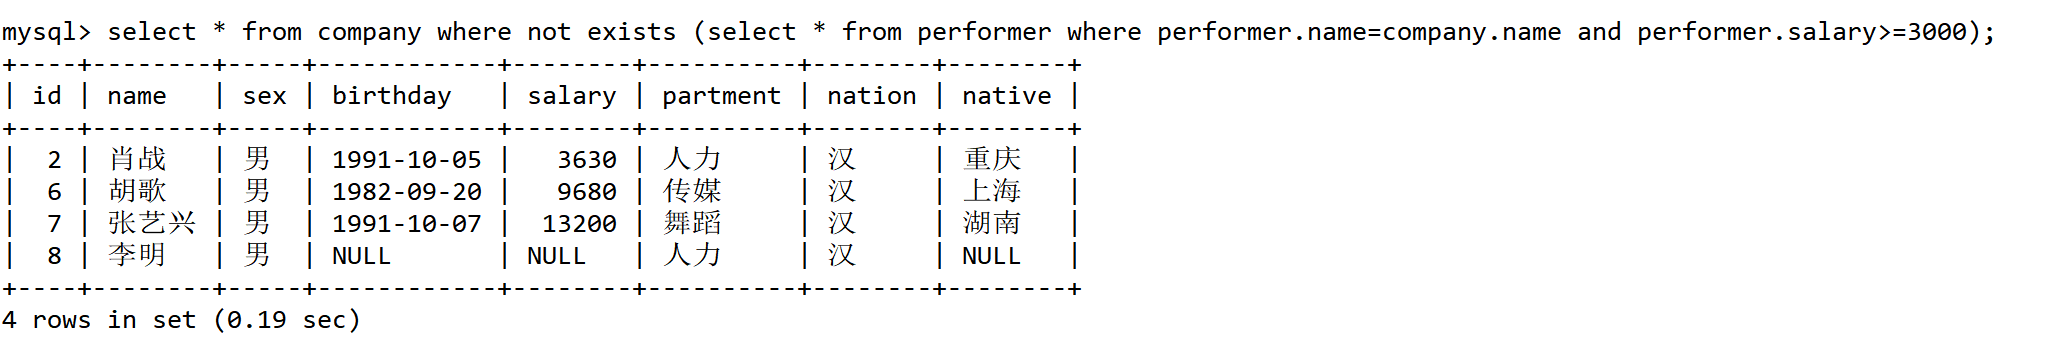 mysql> select * from company where not exists (select * from performer where performer.name=company.name and performer.salary>=3000);
+----+--------+-----+------------+--------+----------+--------+--------+
| id | name   | sex | birthday   | salary | partment | nation | native |
+----+--------+-----+------------+--------+----------+--------+--------+
|  2 | 肖战   | 男  | 1991-10-05 |   3630 | 人力     | 汉     | 重庆   |
|  6 | 胡歌   | 男  | 1982-09-20 |   9680 | 传媒     | 汉     | 上海   |
|  7 | 张艺兴 | 男  | 1991-10-07 |  13200 | 舞蹈     | 汉     | 湖南   |
|  8 | 李明   | 男  | NULL       | NULL   | 人力     | 汉     | NULL   |
+----+--------+-----+------------+--------+----------+--------+--------+
4 rows in set (0.19 sec)